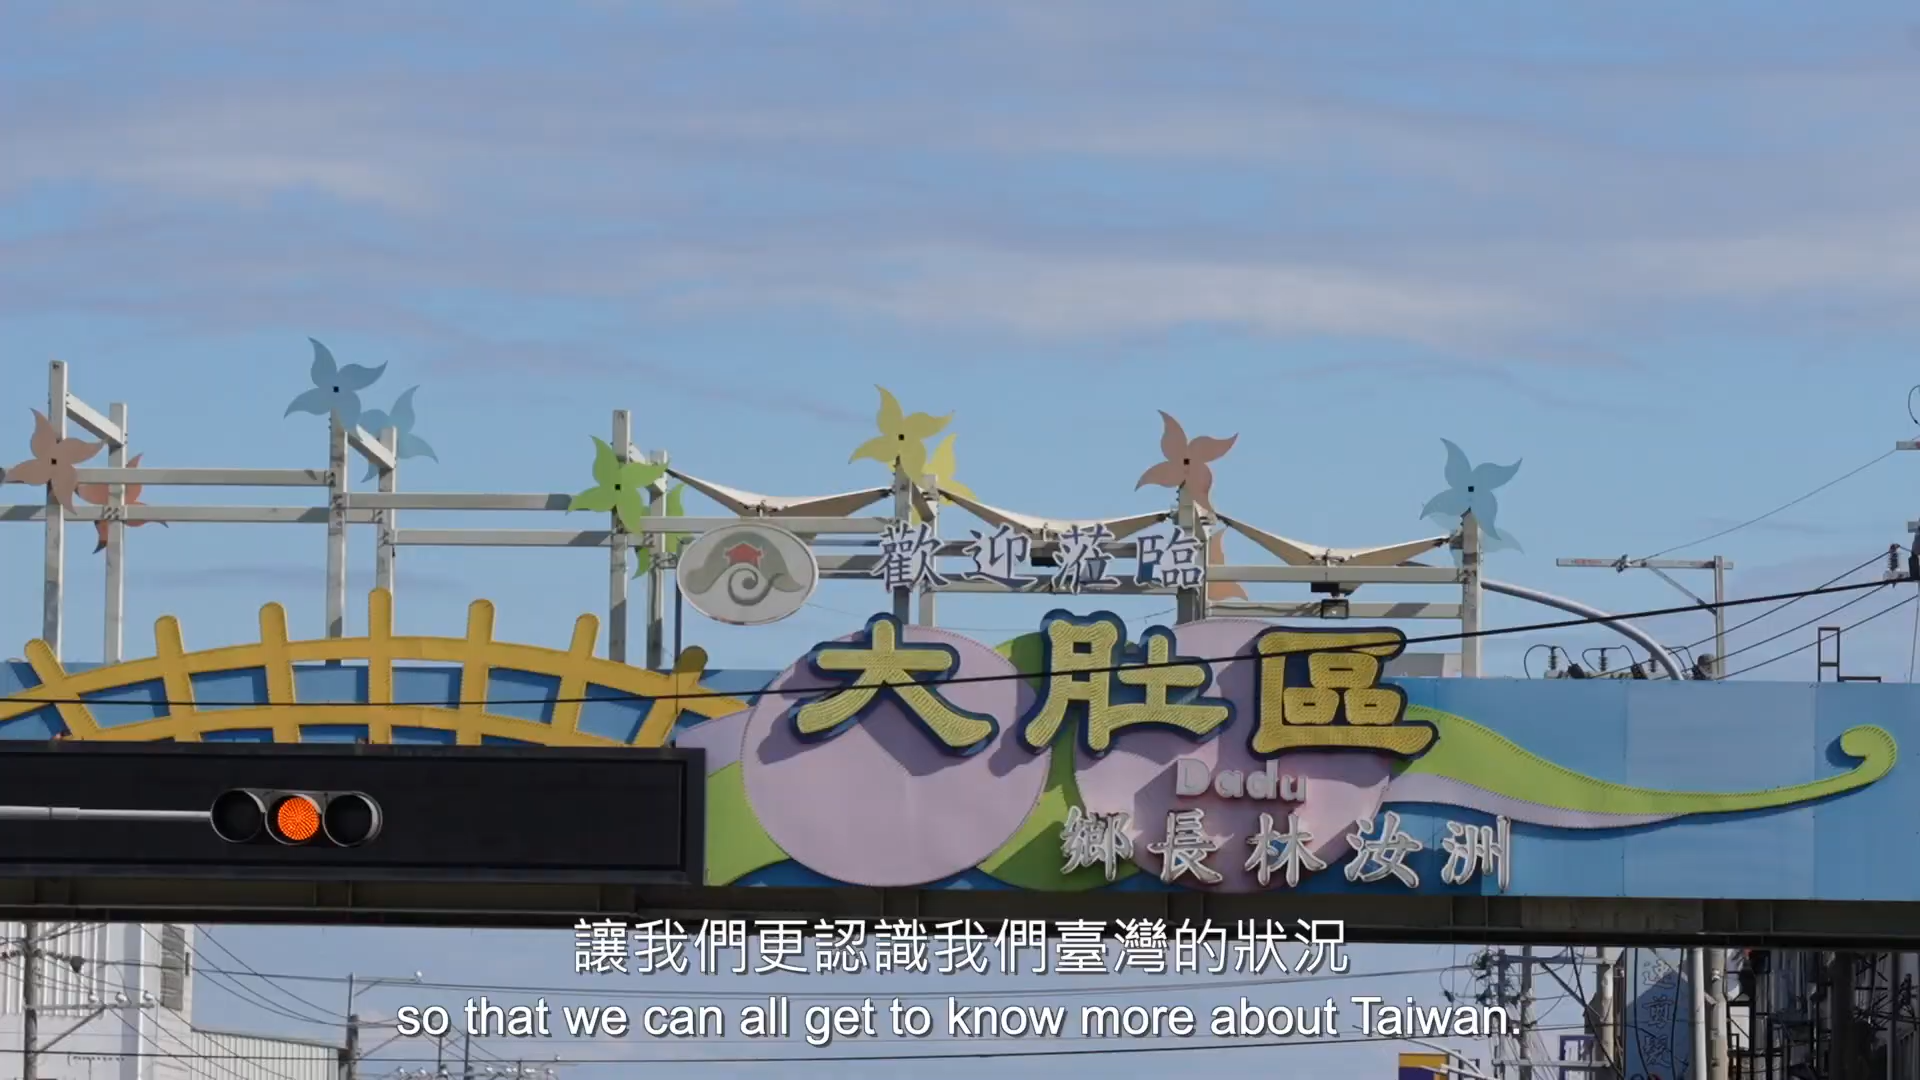 歡迎蒞臨
大肚區
Dadu
鄉長林汝洲
讓我們更認識我們臺灣的狀況
so that we can all get to know more about Taiwan.